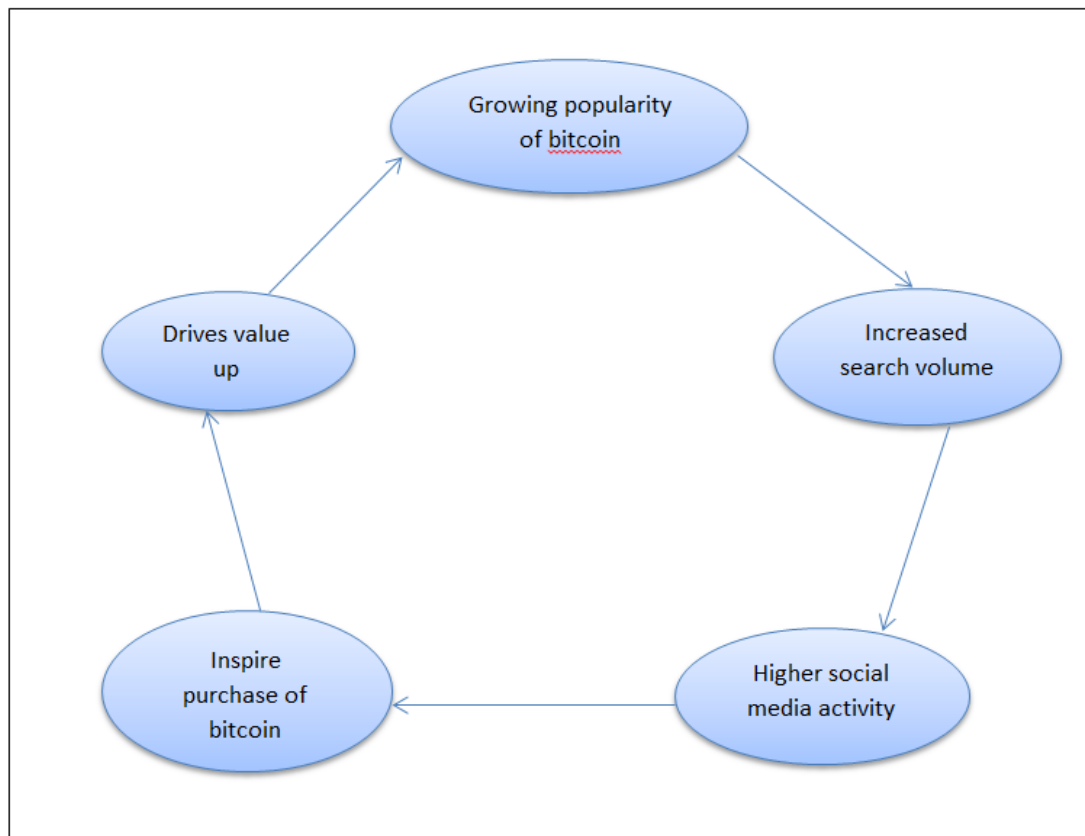 Growing popularity
of bitcoin
Increased
search volume
Higher social
media activity
Inspire
purchase of
bitcoin
Drives value
up